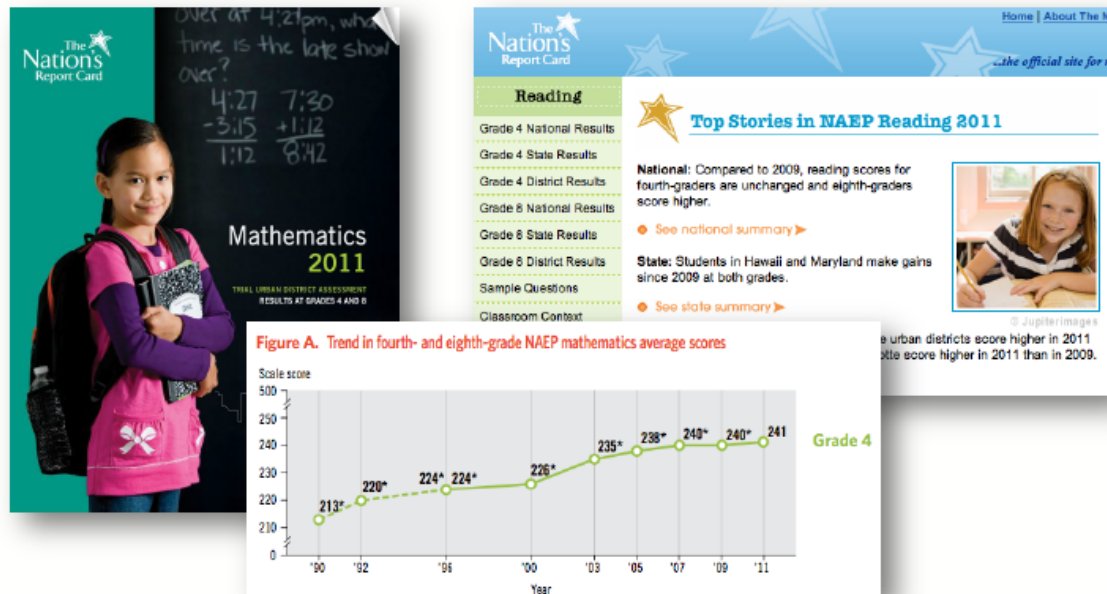 over at 4:27pm, wha
time is the late show
over?
4:27 7:30
-3:15 +1:12
1:12 8:42
The
Nation's
Report Card
Mathematics
2011
TRIAL URBAN DISTRICT ASSESSMENT
RESULTS AT GRADES 4 AND 8
The
Nation's
Report Card
Home | About The N
...the official site for r
Reading
Grade 4 National Results
Grade 4 State Results
Grade 4 District Results
Grade 8 National Results
Grade 8 State Results
Grade 8 District Results
Sample Questions
Classroom Context
Top Stories in NAEP Reading 2011
National: Compared to 2009, reading scores for
fourth-graders are unchanged and eighth-graders
score higher.
See national summary
State: Students in Hawaii and Maryland make gains
since 2009 at both grades.
See state summary
© Jupiterimages
e urban districts score higher in 2011
otte score higher in 2011 than in 2009.
Figure A. Trend in fourth- and eighth-grade NAEP mathematics average scores
Scale score
500
250
240
230
220
210
0
213* 220* 224* 224* 226* 235* 238* 240* 240* 241
Grade 4
'90 '92 '96 '00 '03 '05 '07 '09 '11
Year